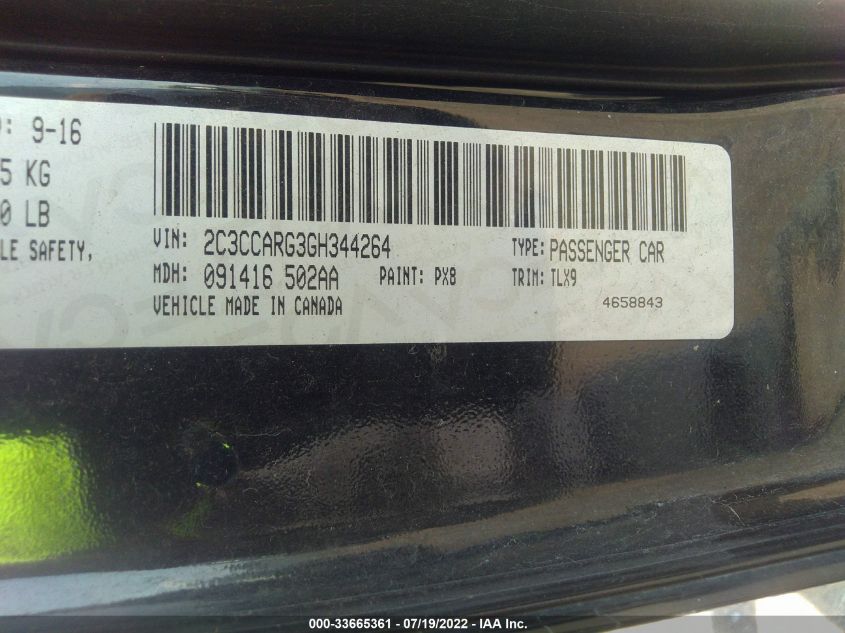 : 9-16
5 KG
0 LB
LE SAFETY,
VIN: 2C3CCARG3GH344264 TYPE: PASSENGER CAR
MDH: 091416 502AA PAINT: PX8 TRIM: TLX9
VEHICLE MADE IN CANADA 4658843
000-33665361 / 07/19/2022 - IAA Inc.